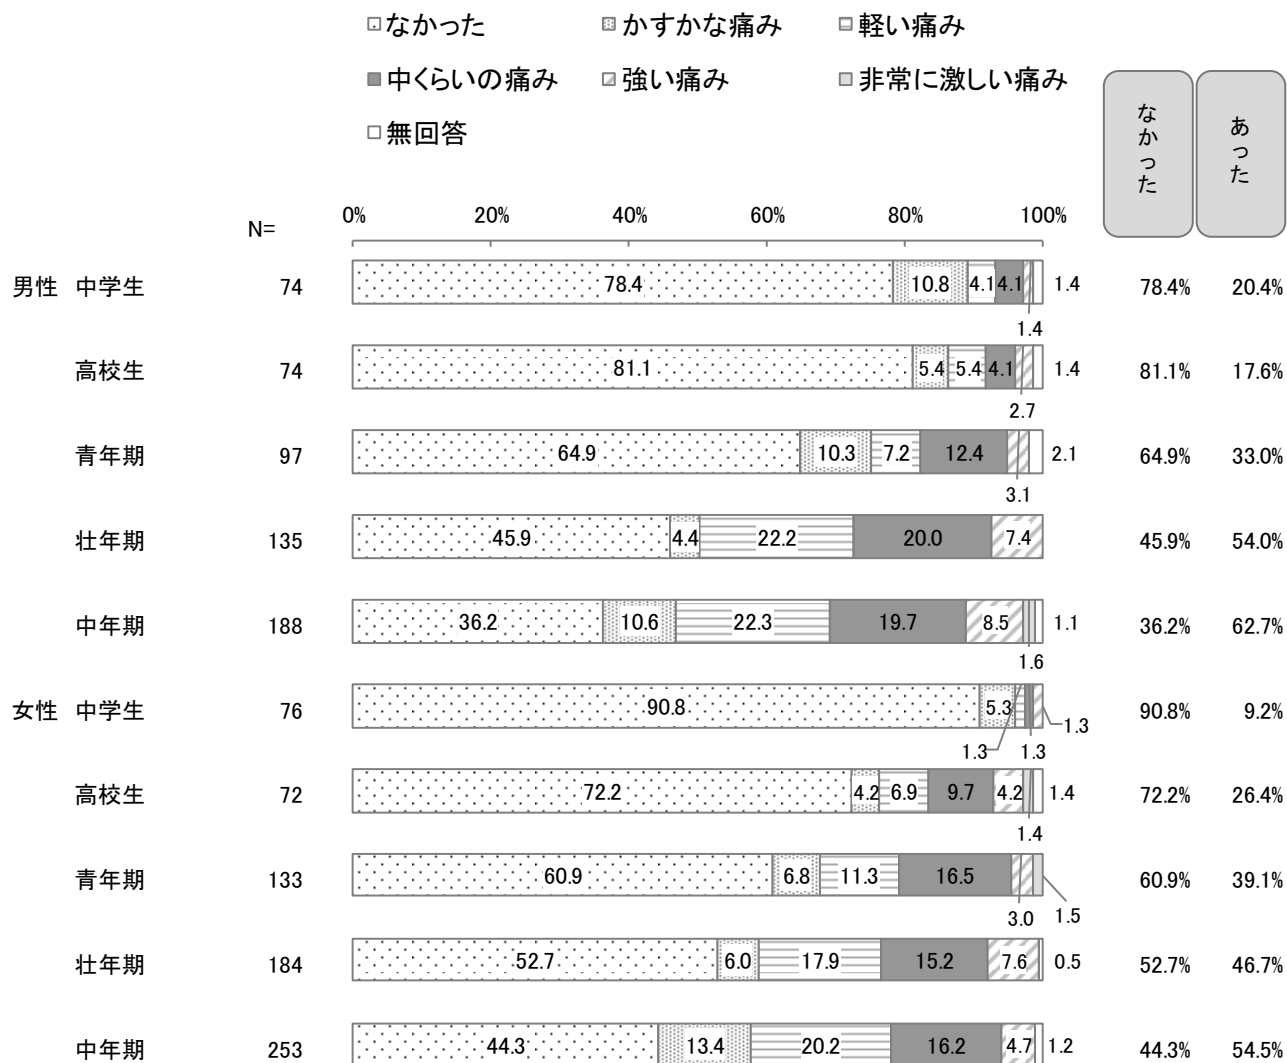 □なかった ▩かすかな痛み ▤軽い痛み
■中くらいの痛み ▨強い痛み □非常に激しい痛み
□無回答
なかった あった
N= 0% 20% 40% 60% 80% 100%
男性 中学生 74 78.4 10.8 4.1 4.1 1.4 78.4% 20.4%
1.4
高校生 74 81.1 5.4 5.4 4.1 1.4 81.1% 17.6%
2.7
青年期 97 64.9 10.3 7.2 12.4 2.1 64.9% 33.0%
3.1
壮年期 135 45.9 4.4 22.2 20.0 7.4 45.9% 54.0%
中年期 188 36.2 10.6 22.3 19.7 8.5 1.1 36.2% 62.7%
1.6
女性 中学生 76 90.8 5.3 1.3 90.8% 9.2%
1.3 1.3
高校生 72 72.2 4.2 6.9 9.7 4.2 1.4 72.2% 26.4%
1.4
青年期 133 60.9 6.8 11.3 16.5 60.9% 39.1%
3.0 1.5
壮年期 184 52.7 6.0 17.9 15.2 7.6 0.5 52.7% 46.7%
中年期 253 44.3 13.4 20.2 16.2 4.7 1.2 44.3% 54.5%